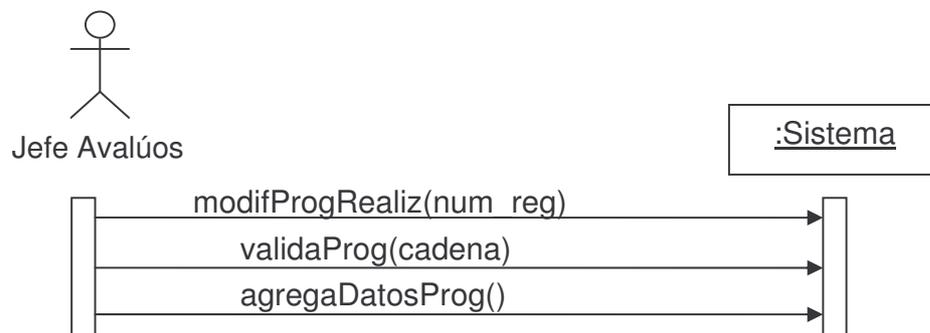 Jefe Avalúos
:Sistema
modifProgRealiz(num_reg)
validaProg(cadena)
agregaDatosProg()